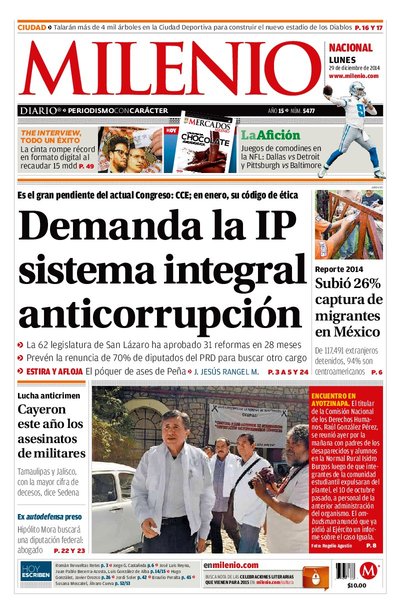 CIUDAD • Talarán más de 4 mil árboles en la Ciudad Deportiva para construir el nuevo estadio de los Diablos P. 16 Y 17
MILENIO
NACIONAL
LUNES
29 de diciembre de 2014
www.milenio.com
DIARIO® • PERIODISMO CON CARÁCTER
AÑO 15 • NÚM. 5477
THE INTERVIEW,
TODO UN ÉXITO
La cinta rompe récord
en formato digital al
recaudar 15 mdd P. 49
HOY
MERCADOS
CHOCOLATE
La Afición
Juegos de comodines en
la NFL: Dallas vs Detroit
y Pittsburgh vs Baltimore
Es el gran pendiente del actual Congreso: CCE; en enero, su código de ética
Demanda la IP
sistema integral
anticorrupción
La 62 legislatura de San Lázaro ha aprobado 31 reformas en 28 meses
Prevén la renuncia de 70% de diputados del PRD para buscar otro cargo
ESTIRA Y AFLOJA El póquer de ases de Peña J. JESÚS RANGEL M. P. 3 A 5 Y 24
Reporte 2014
Subió 26%
captura de
migrantes
en México
De 117,491 extranjeros
detenidos, 94% son
centroamericanos P. 6
Lucha anticrimen
Cayeron
este año los
asesinatos
de militares
Tamaulipas y Jalisco,
con la mayor cifra de
decesos, dice Sedena
Ex autodefensa preso
Hipólito Mora buscará
una diputación federal:
abogado P. 22 Y 23
ENCUENTRO EN
AYOTZINAPA. El titular
de la Comisión Nacional
de los Derechos Humanos,
Raúl González Pérez,
se reunió ayer por la
mañana con padres de los
desaparecidos y alumnos
en la Normal Rural Isidro
Burgos luego de que integrantes
de la comunidad
estudiantil expulsaran del
plantel, el 10 de octubre
pasado, a personal de la
anterior administración
del organismo. El ombudsman
anunció que ya
pidió al Ejército un informe
sobre el caso Iguala.
Foto: Rogelio Agustín P. 8
HOY
ESCRIBEN
Román Revueltas Retes P. 3
Jorge G. Castañeda P. 6
José Luis Reyna,
Juan Pablo Becerra-Acosta, Luis González de Alba P. 14/15
Hugo
González, Javier Orozco P. 26
Jordi Soler P. 42
Braulio Peralta P. 45
Susana Moscatel, Álvaro Cueva P. 52/53
enmilenio.com
BUSCA NOTA DE LAS CELEBRACIONES LITERARIAS
QUE VIENEN PARA 2015
$10.00
M